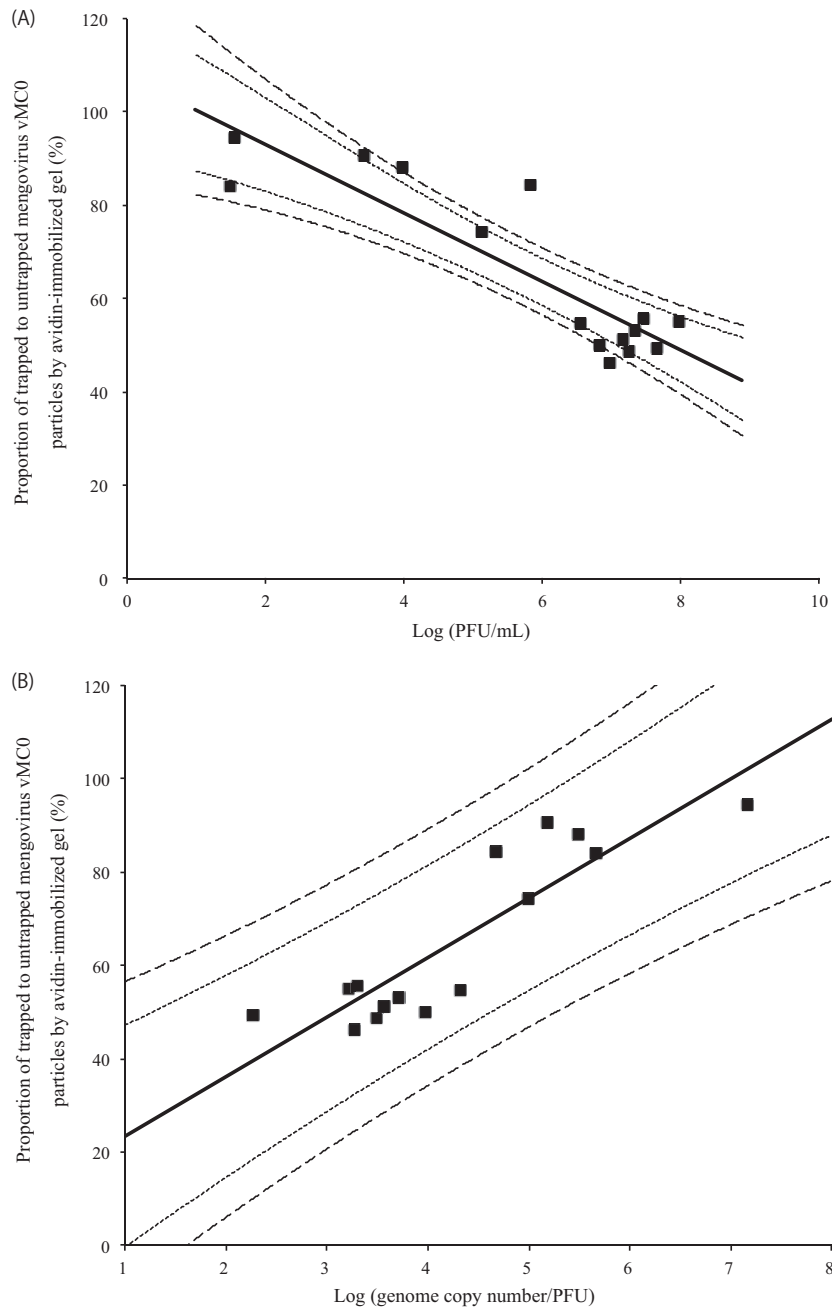 (A)
120
100
80
60
40
20
0
Proportion of trapped to untrapped mengovirus vMC0
particles by avidin-immobilized gel (%)
0 2 4 6 8 10
Log (PFU/mL)
(B)
120
100
80
60
40
20
0
Proportion of trapped to untrapped mengovirus vMC0
particles by avidin-immobilized gel (%)
1 2 3 4 5 6 7 8
Log (genome copy number/PFU)